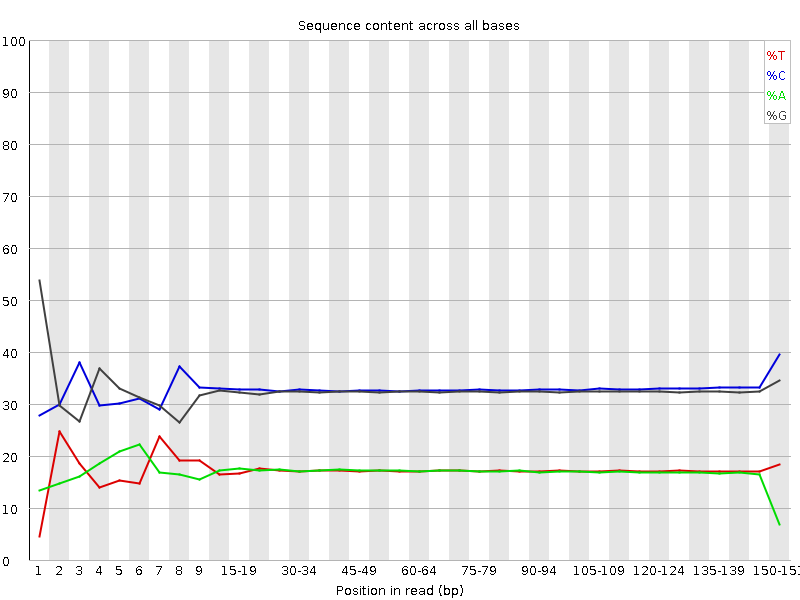 Sequence content across all bases
100
90
80
70
60
50
40
30
20
10
0
%T
%C
%A
%G
1 2 3 4 5 6 7 8 9 15-19 30-34 45-49 60-64 75-79 90-94 105-109 120-124 135-139 150-151
Position in read (bp)